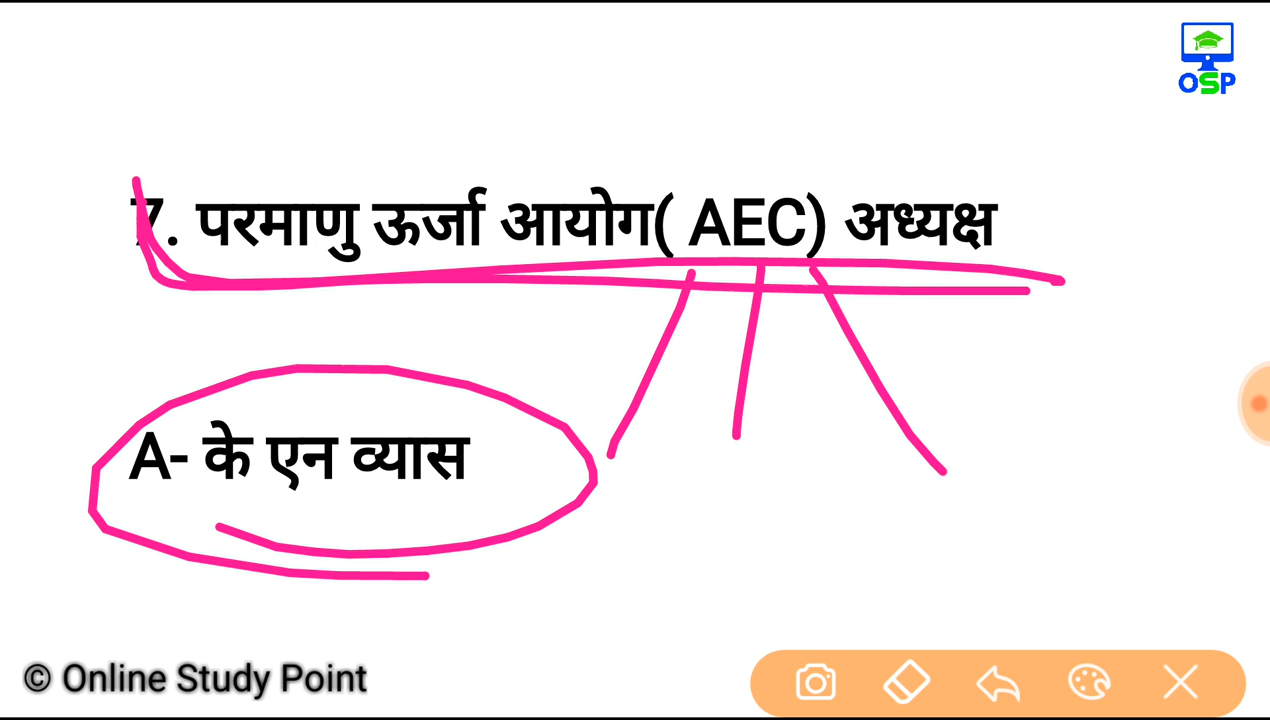 OSP
7. परमाणु ऊर्जा आयोग( AEC) अध्यक्ष
A- के एन व्यास
© Online Study Point